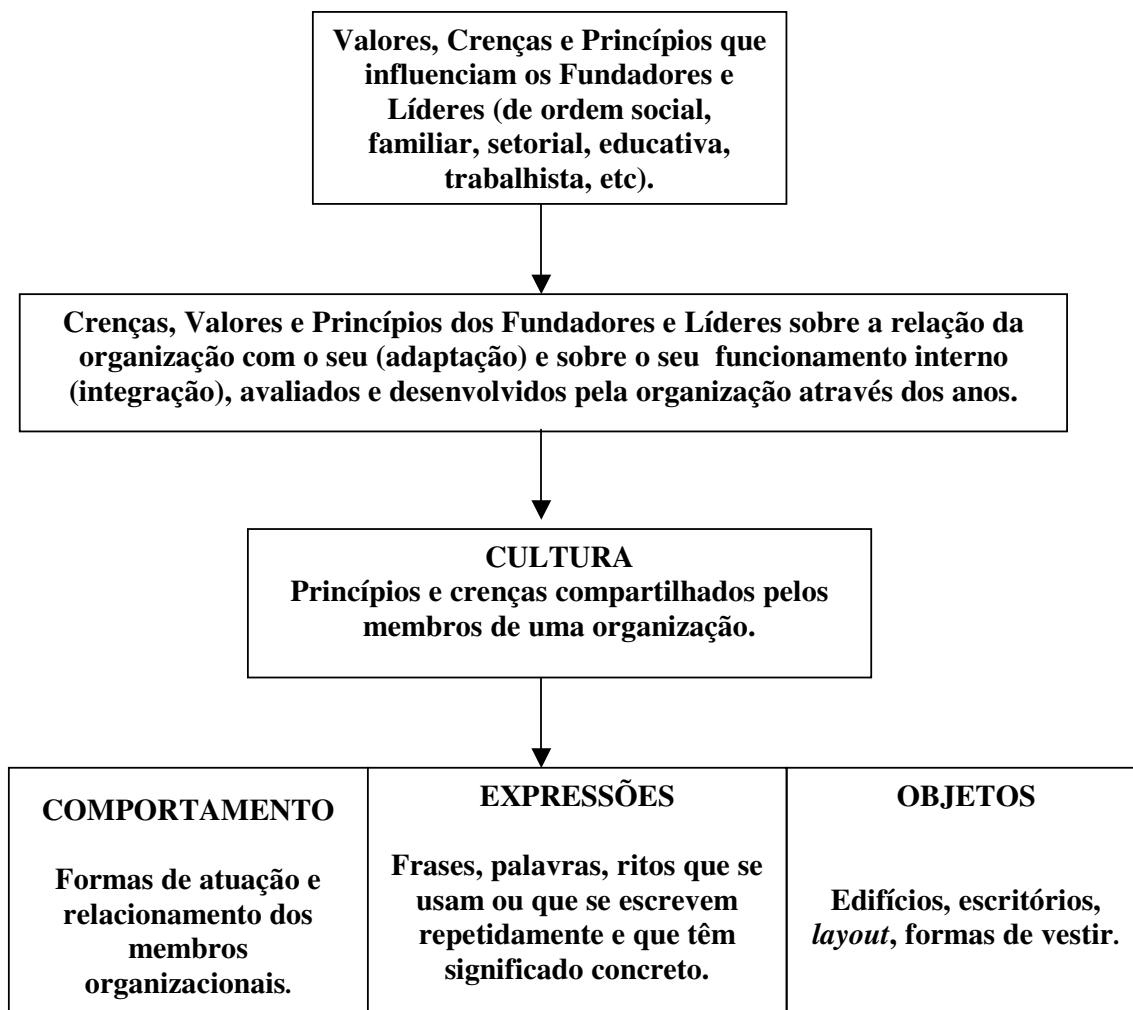 Valores, Crenças e Princípios que
influenciam os Fundadores e
Líderes (de ordem social,
familiar, setorial, educativa,
trabalhista, etc).
Crenças, Valores e Princípios dos Fundadores e Líderes sobre a relação da
organização com o seu (adaptação) e sobre o seu funcionamento interno
(integração), avaliados e desenvolvidos pela organização através dos anos.
CULTURA
Princípios e crenças compartilhados pelos
membros de uma organização.
COMPORTAMENTO
Formas de atuação e
relacionamento dos
membros
organizacionais.
EXPRESSÕES
Frases, palavras, ritos que se
usam ou que se escrevem
repetidamente e que têm
significado concreto.
OBJETOS
Edifícios, escritórios,
layout, formas de vestir.